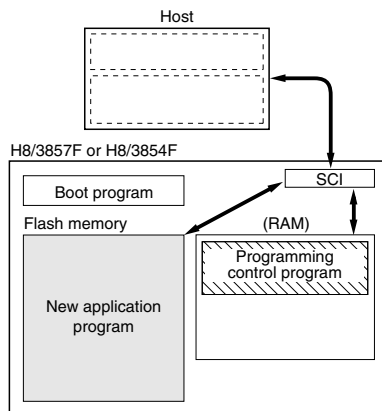 Host
H8/3857F or H8/3854F
SCI
Boot program
Flash memory
(RAM)
Programming
control program
New application
program